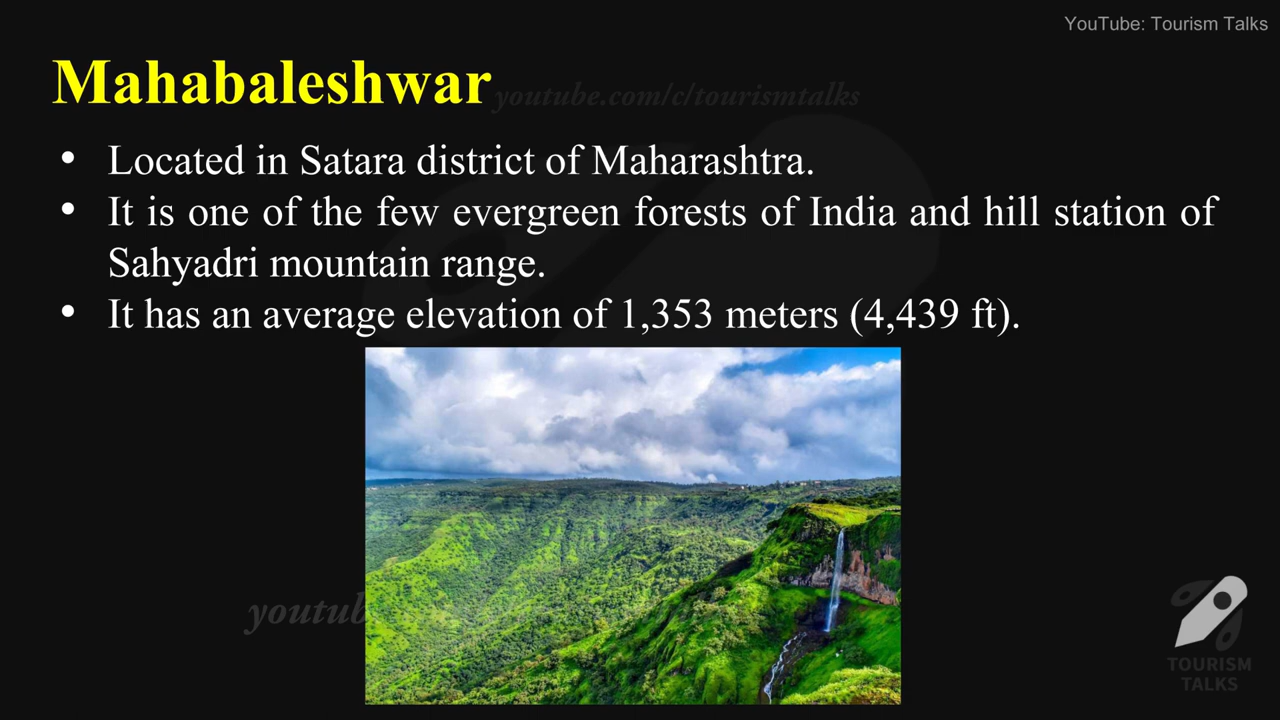 YouTube: Tourism Talks
Mahabaleshwar
youtube.com/c/tourismtalks
• Located in Satara district of Maharashtra.
• It is one of the few evergreen forests of India and hill station of
Sahyadri mountain range.
• It has an average elevation of 1,353 meters (4,439 ft).
TOURISM
TALKS